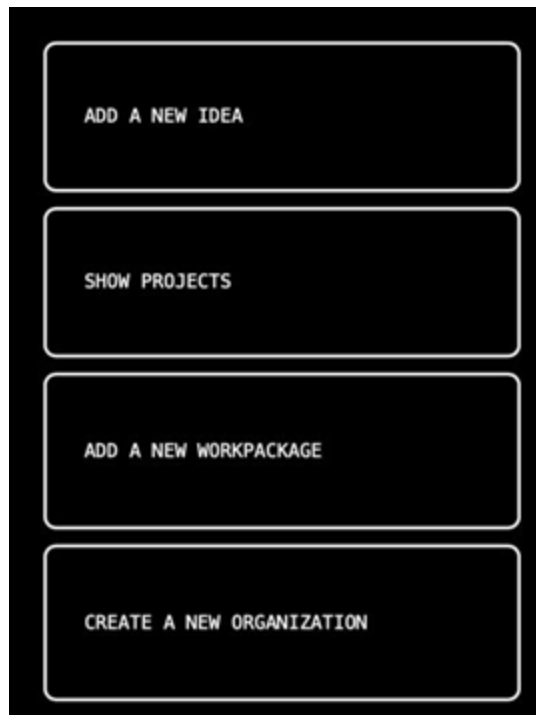 ADD A NEW IDEA
SHOW PROJECTS
ADD A NEW WORKPACKAGE
CREATE A NEW ORGANIZATION